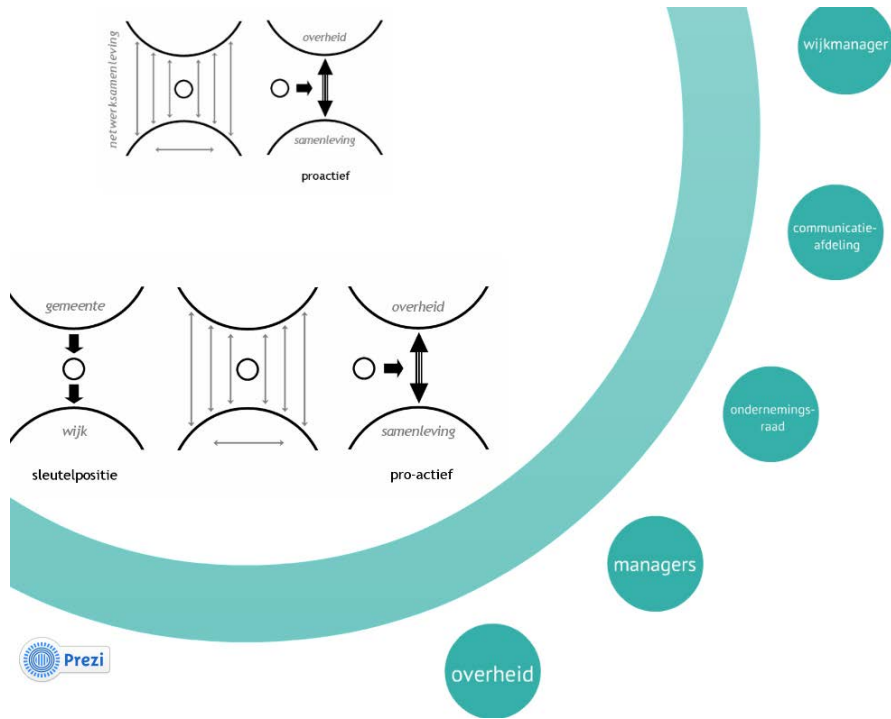 netwerksamenleving
overheid
samenleving
proactief
gemeente
wijk
sleutelpositie
overheid
samenleving
pro-actief
wijkmanager
communicatie-
afdeling
ondernemings-
raad
managers
overheid
Prezi